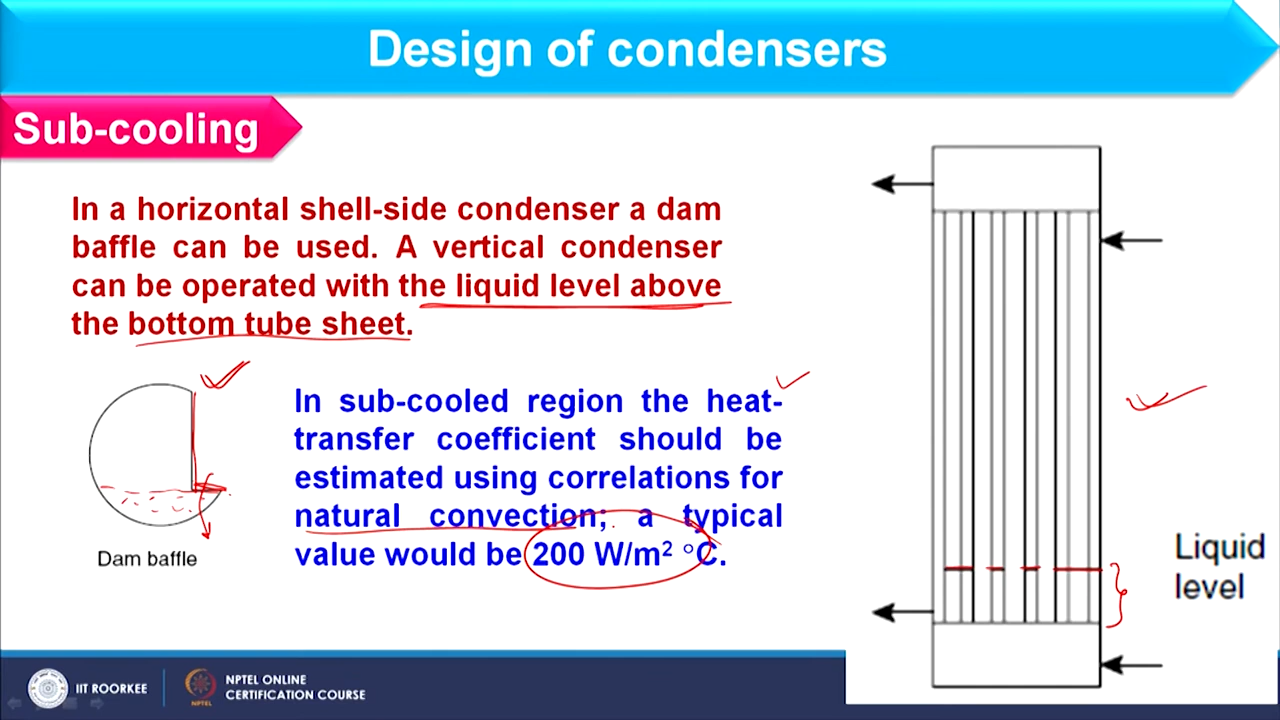 Design of condensers
Sub-cooling
In a horizontal shell-side condenser a dam
baffle can be used. A vertical condenser
can be operated with the liquid level above
the bottom tube sheet.
In sub-cooled region the heat-
transfer coefficient should be
estimated using correlations for
natural convection; a typical
value would be 200 W/m² °C.
Dam baffle
Liquid
level
IIT ROORKEE
NPTEL
NPTEL ONLINE
CERTIFICATION COURSE